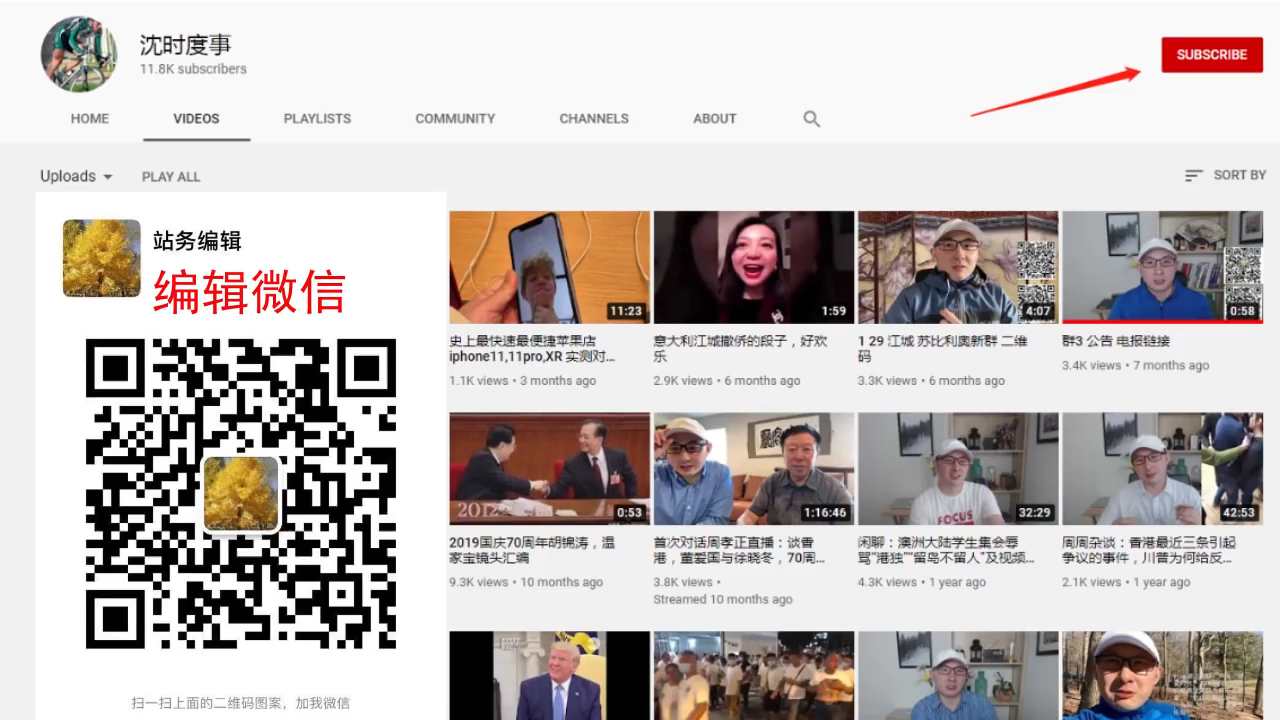 沈时度事
11.8K subscribers
SUBSCRIBE
HOME
VIDEOS
PLAYLISTS
COMMUNITY
CHANNELS
ABOUT
Uploads
PLAY ALL
SORT BY
站务编辑
编辑微信
扫一扫上面的二维码图案，加我微信
11:23
史上最快速最便捷苹果店
iphone11,11pro,XR 实测对...
1.1K views • 3 months ago
1:59
意大利江城撤侨的段子，好欢
乐
2.9K views • 6 months ago
4:07
1 29 江城 苏比利奥新群 二维
码
3.3K views • 6 months ago
0:58
群3 公告 电报链接
3.4K views • 7 months ago
2012
0:53
2019国庆70周年胡锦涛，温
家宝镜头汇编
9.3K views • 10 months ago
1:16:46
首次对话周孝正直播：谈香
港，董爱国与徐晓冬，70周...
3.8K views •
Streamed 10 months ago
FOCUS
32:29
闲聊：澳洲大陆学生集会辱
骂“港独”“留岛不留人”及视频...
4.3K views • 1 year ago
42:53
周周杂谈：香港最近三条引起
争议的事件，川普为何给反...
2.1K views • 1 year ago